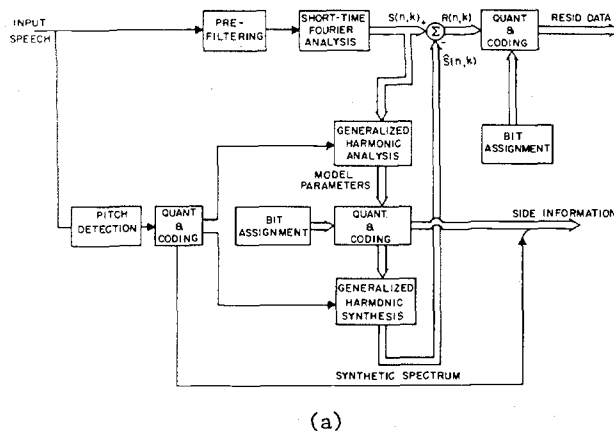 INPUT
SPEECH
PRE-
FILTERING
SHORT-TIME
FOURIER
ANALYSIS
S(n,k)
+
Σ
-
R(n,k)
Ŝ(n,k)
QUANT
&
CODING
RESID DATA
BIT
ASSIGNMENT
GENERALIZED
HARMONIC
ANALYSIS
MODEL
PARAMETERS
PITCH
DETECTION
QUANT
&
CODING
BIT
ASSIGNMENT
QUANT.
&
CODING
SIDE INFORMATION
GENERALIZED
HARMONIC
SYNTHESIS
SYNTHETIC SPECTRUM
(a)